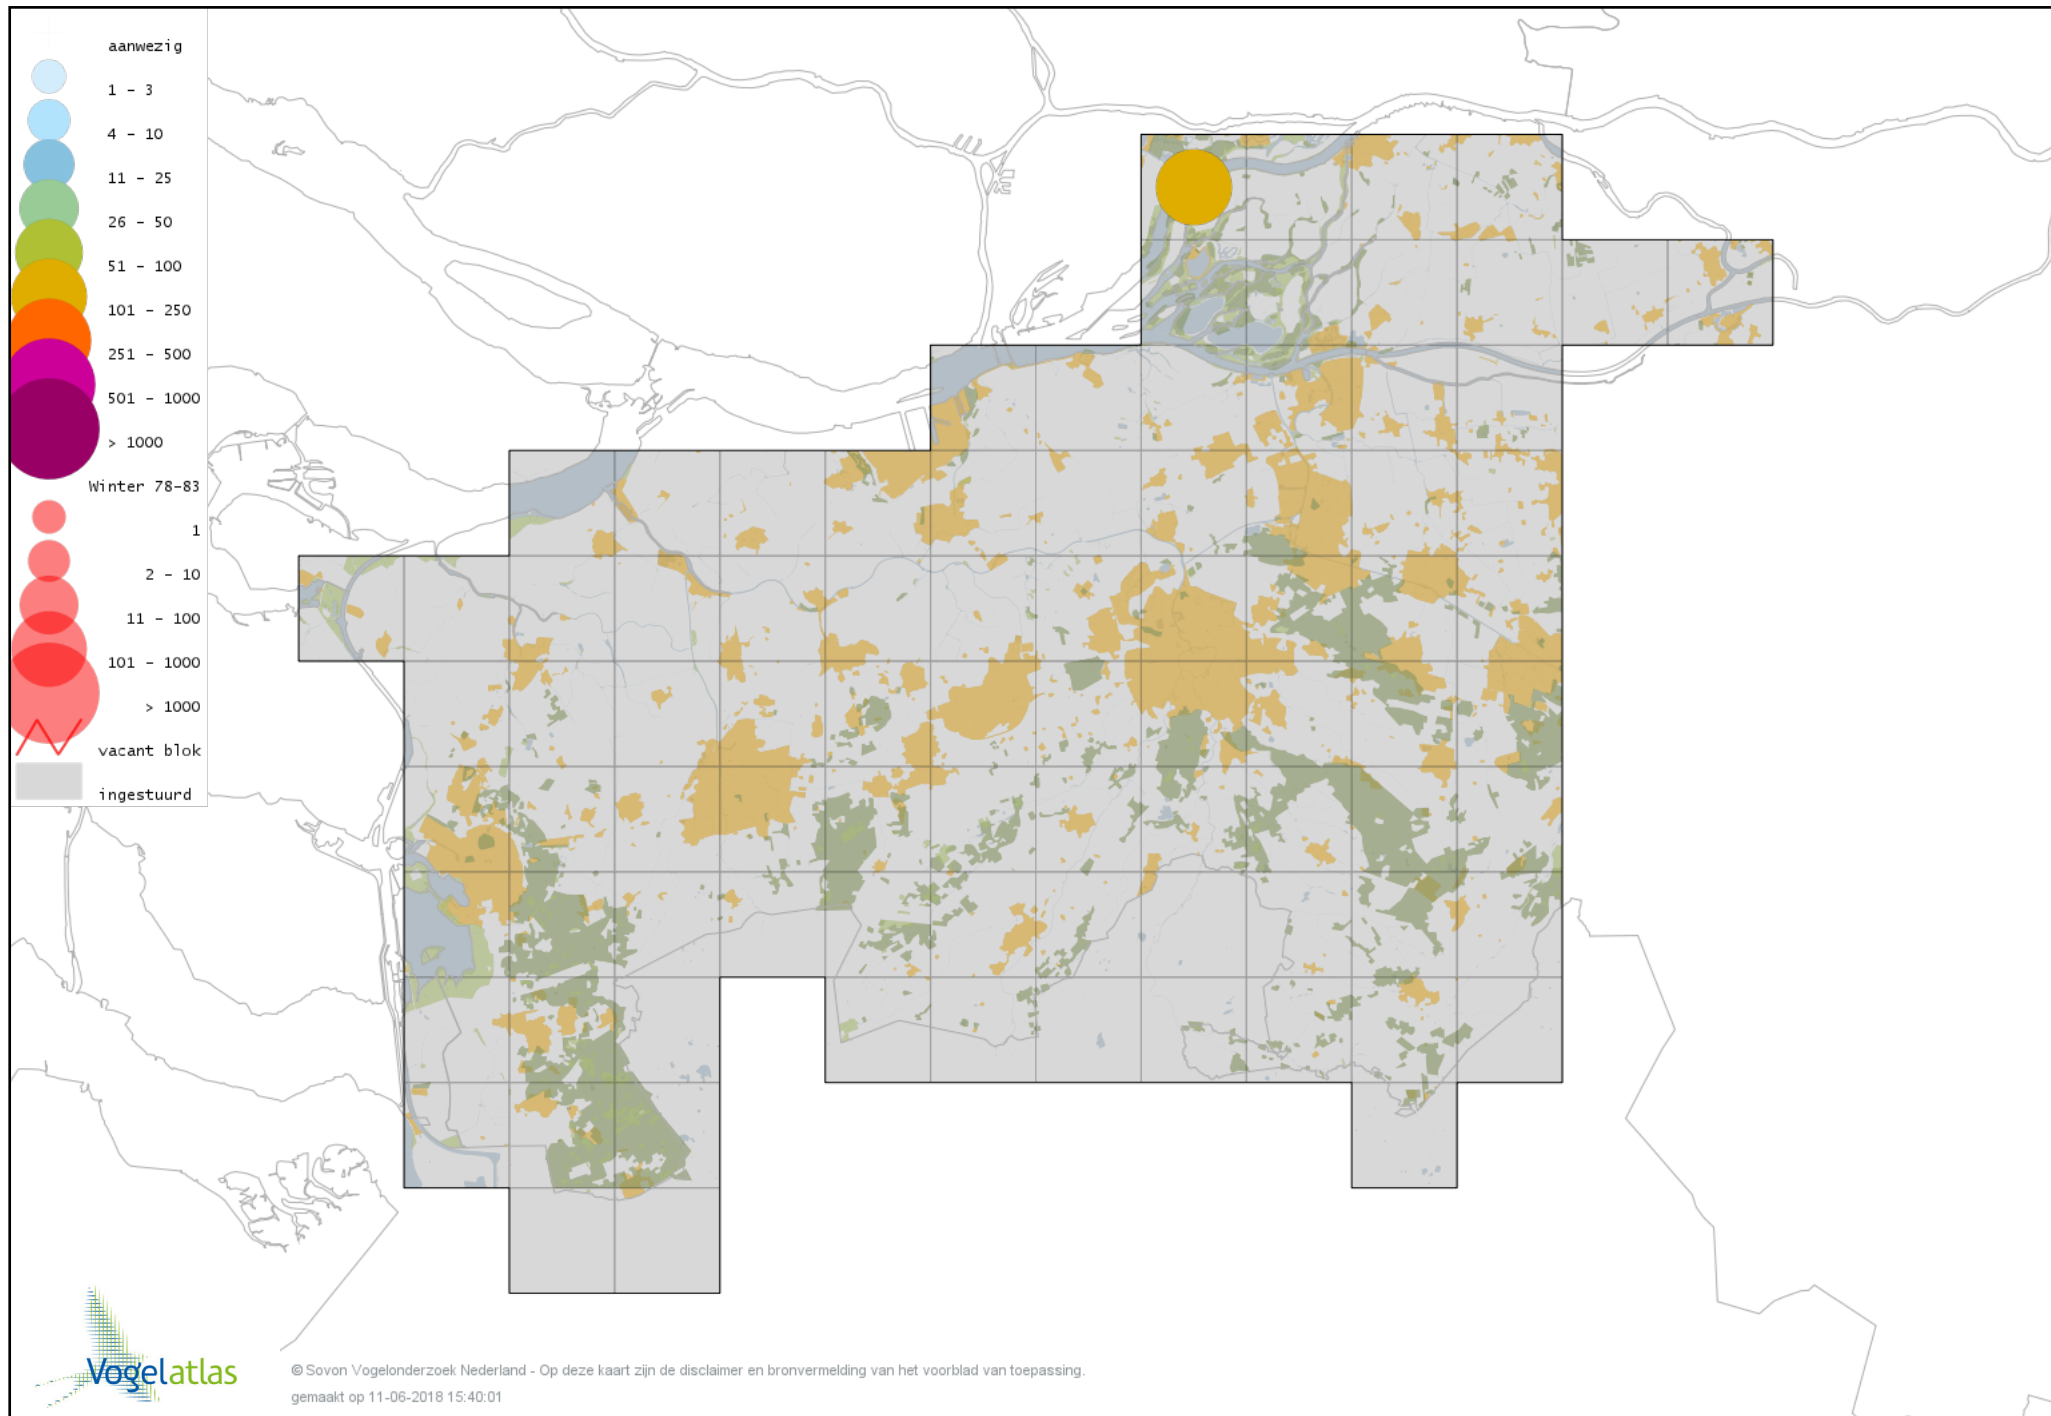 aanwezig
1 - 3
4 - 10
11 - 25
26 - 50
51 - 100
101 - 250
251 - 500
501 - 1000
> 1000
Winter 78-83
1
2 - 10
11 - 100
101 - 1000
> 1000
vacant blok
ingestuurd
Vogelatlas
© Sovon Vogelonderzoek Nederland - Op deze kaart zijn de disclaimer en bronvermelding van het voorblad van toepassing.
gemaakt op 11-06-2018 15:40:01